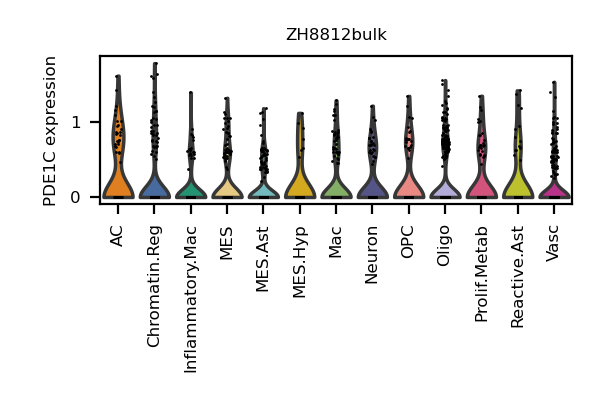 ZH8812bulk
PDE1C expression
1
0
AC
Chromatin.Reg
Inflammatory.Mac
MES
MES.Ast
MES.Hyp
Mac
Neuron
OPC
Oligo
Prolif.Metab
Reactive.Ast
Vasc